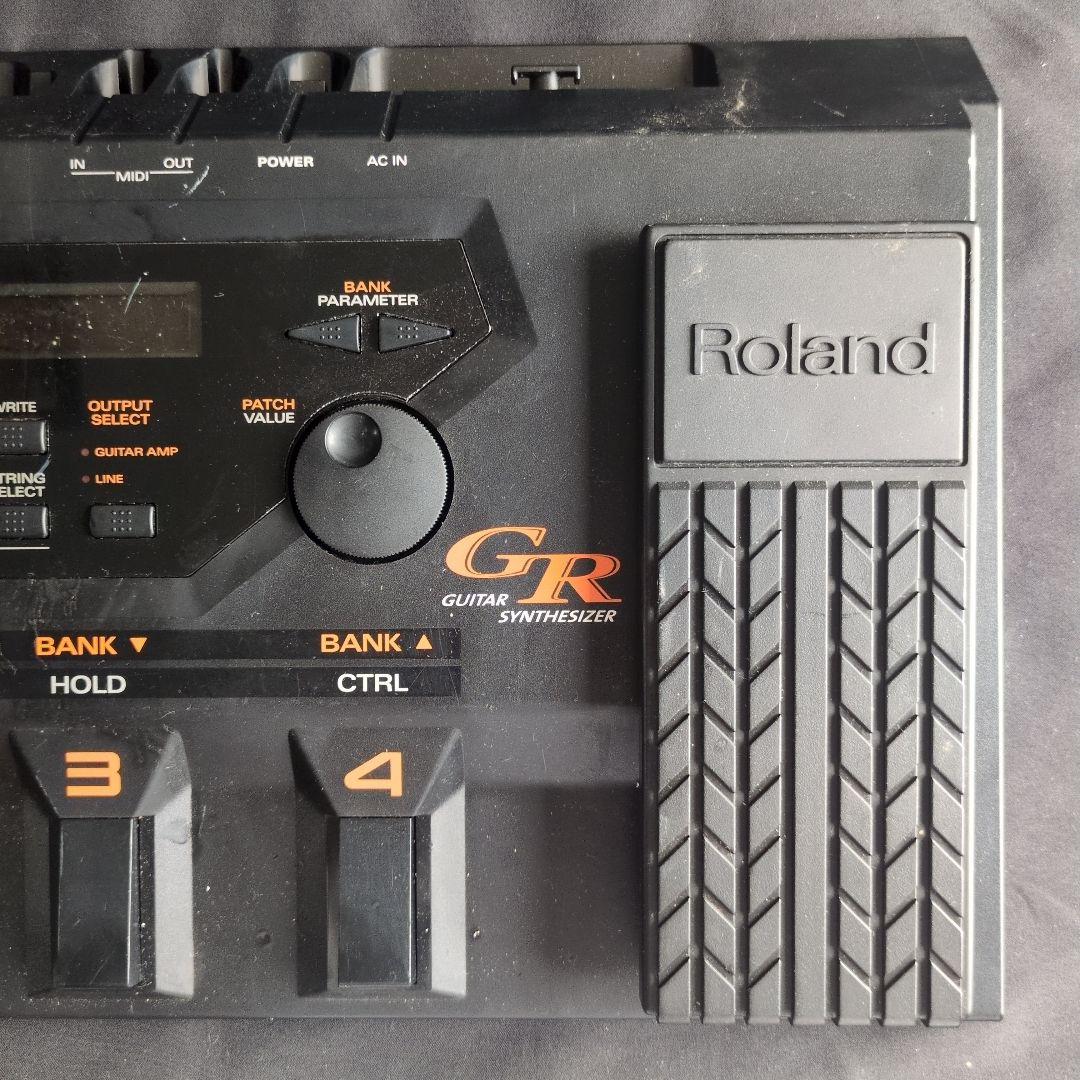 IN MIDI OUT
POWER
AC IN
BANK
PARAMETER
PATCH
VALUE
OUTPUT
SELECT
GUITAR AMP
LINE
Roland
GR
GUITAR
SYNTHESIZER
BANK ▼
HOLD
BANK ▲
CTRL
3
4